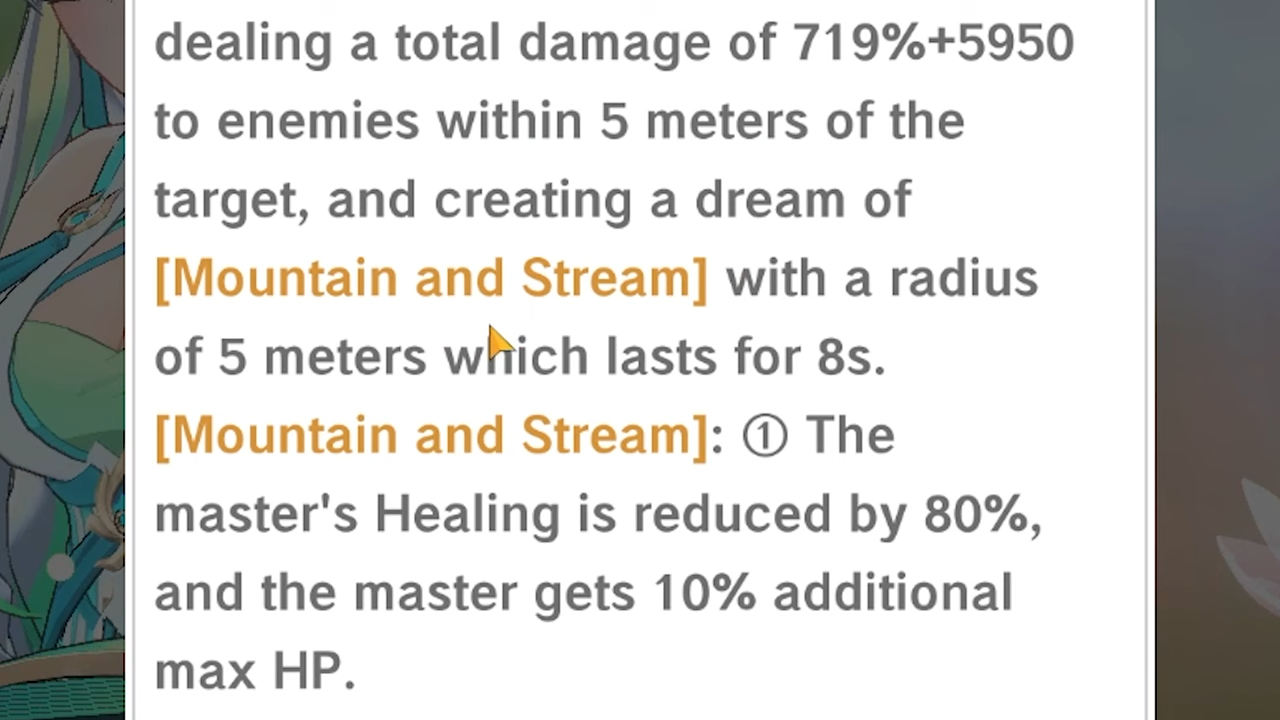 dealing a total damage of 719%+5950
to enemies within 5 meters of the
target, and creating a dream of
[Mountain and Stream] with a radius
of 5 meters which lasts for 8s.
[Mountain and Stream]: ① The
master's Healing is reduced by 80%,
and the master gets 10% additional
max HP.